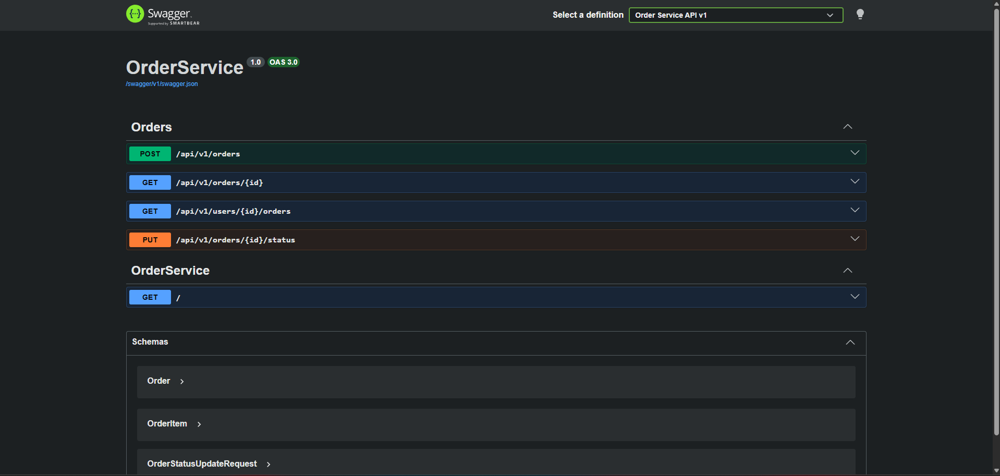 Swagger
Supported by SMARTBEAR
Select a definition
Order Service API v1
OrderService 1.0 OAS 3.0
/swagger/v1/swagger.json
Orders
POST /api/v1/orders
GET /api/v1/orders/{id}
GET /api/v1/users/{id}/orders
PUT /api/v1/orders/{id}/status
OrderService
GET /
Schemas
Order
OrderItem
OrderStatusUpdateRequest